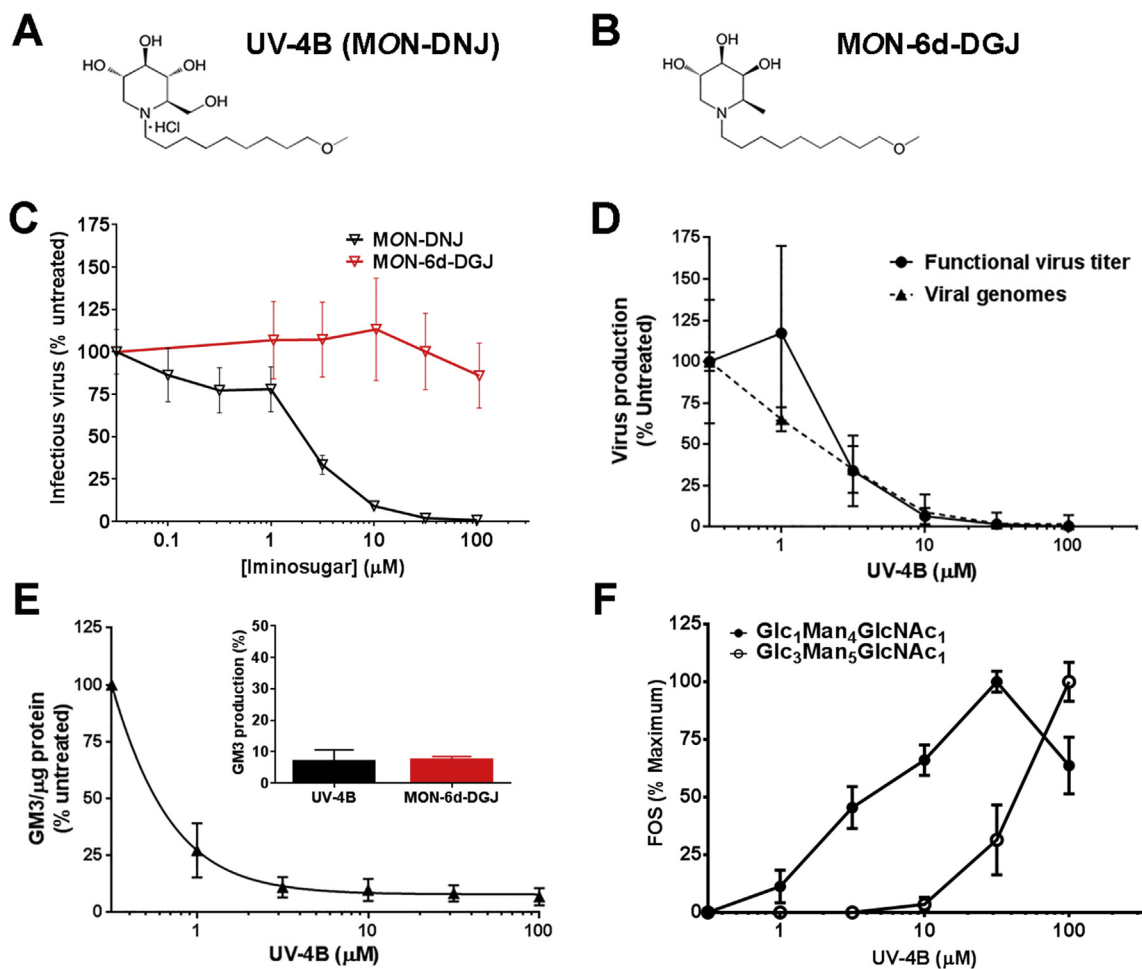 A
UV-4B (MON-DNJ)
OH
HO
OH
OH
N
·HCl
O
B
MON-6d-DGJ
OH
HO
OH
N
O
C
Infectious virus (% untreated)
175
150
125
100
75
50
25
0
MON-DNJ
MON-6d-DGJ
0.1
1
10
100
[Iminosugar] (µM)
D
Virus production
(% Untreated)
175
150
125
100
75
50
25
0
Functional virus titer
Viral genomes
1
10
100
UV-4B (µM)
E
GM3/µg protein
(% untreated)
125
100
75
50
25
0
GM3 production (%)
50
40
30
20
10
0
UV-4B
MON-6d-DGJ
1
10
100
UV-4B (µM)
F
FOS (% Maximum)
125
100
75
50
25
0
Glc₁Man₄GlcNAc₁
Glc₃Man₅GlcNAc₁
1
10
100
UV-4B (µM)